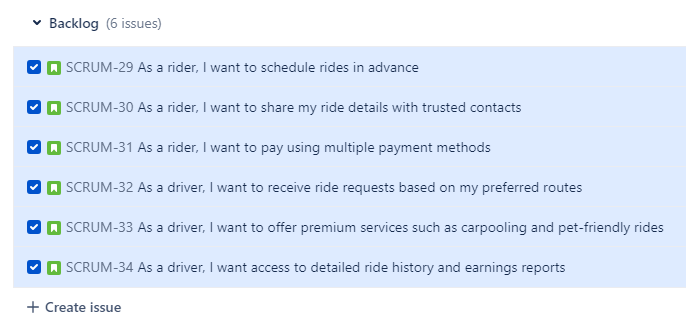 Backlog (6 issues)
SCRUM-29 As a rider, I want to schedule rides in advance
SCRUM-30 As a rider, I want to share my ride details with trusted contacts
SCRUM-31 As a rider, I want to pay using multiple payment methods
SCRUM-32 As a driver, I want to receive ride requests based on my preferred routes
SCRUM-33 As a driver, I want to offer premium services such as carpooling and pet-friendly rides
SCRUM-34 As a driver, I want access to detailed ride history and earnings reports
+ Create issue